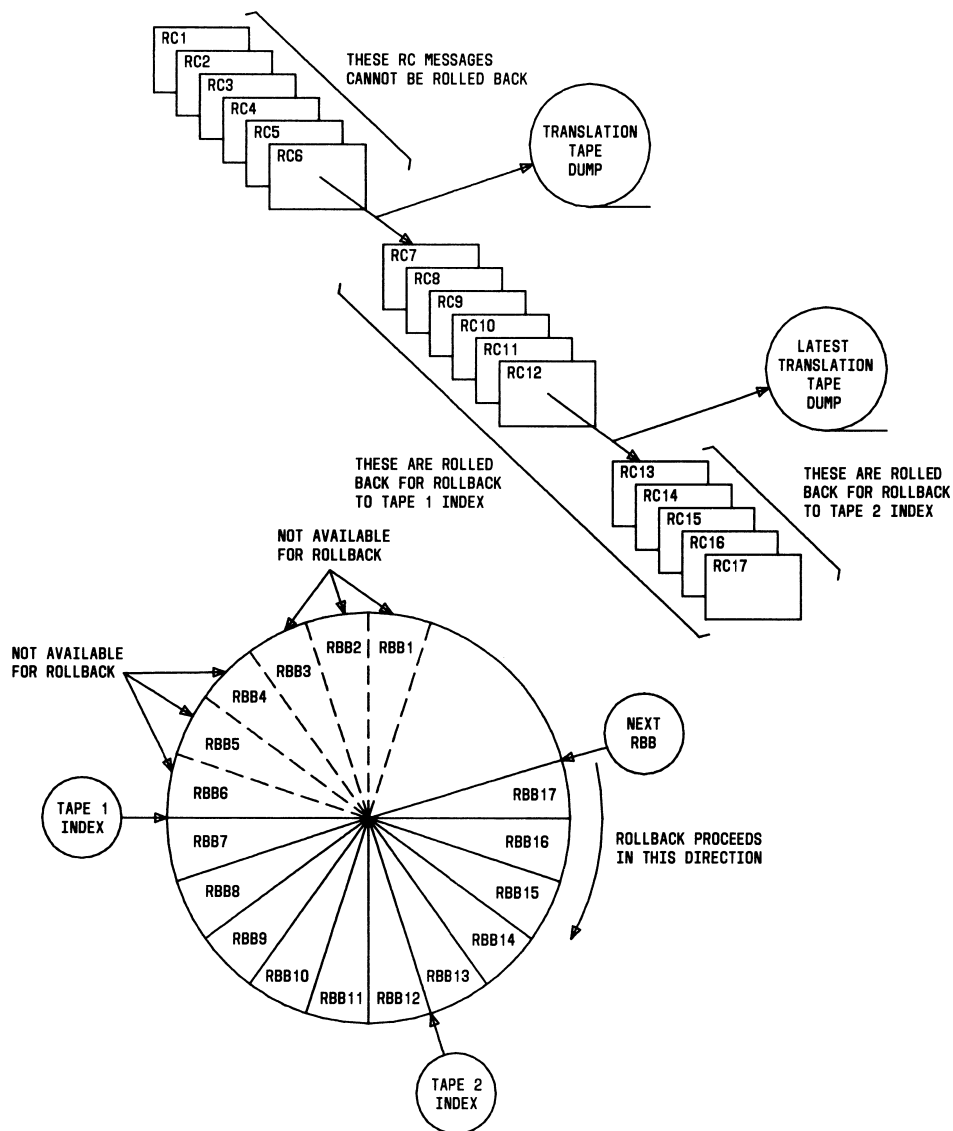 RC1
RC2
RC3
RC4
RC5
RC6
THESE RC MESSAGES
CANNOT BE ROLLED BACK
TRANSLATION
TAPE
DUMP
RC7
RC8
RC9
RC10
RC11
RC12
LATEST
TRANSLATION
TAPE
DUMP
THESE ARE ROLLED
BACK FOR ROLLBACK
TO TAPE 1 INDEX
RC13
RC14
RC15
RC16
RC17
THESE ARE ROLLED
BACK FOR ROLLBACK
TO TAPE 2 INDEX
NOT AVAILABLE
FOR ROLLBACK
NOT AVAILABLE
FOR ROLLBACK
RBB1
RBB2
RBB3
RBB4
RBB5
RBB6
RBB7
RBB8
RBB9
RBB10
RBB11
RBB12
RBB13
RBB14
RBB15
RBB16
RBB17
NEXT
RBB
TAPE 1
INDEX
ROLLBACK PROCEEDS
IN THIS DIRECTION
TAPE 2
INDEX